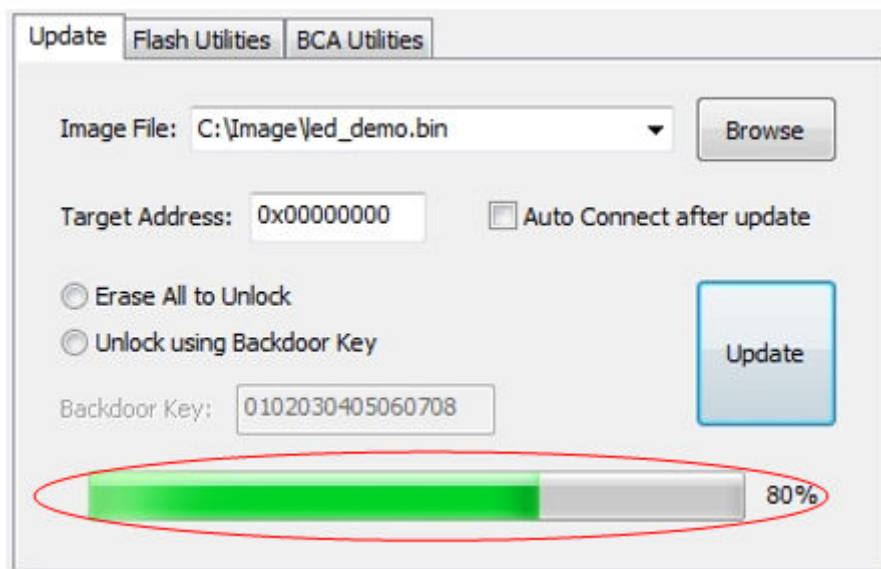 Update Flash Utilities BCA Utilities
Image File: C:\Image\led_demo.bin Browse
Target Address: 0x00000000 Auto Connect after update
Erase All to Unlock
Unlock using Backdoor Key
Update
Backdoor Key: 0102030405060708
80%